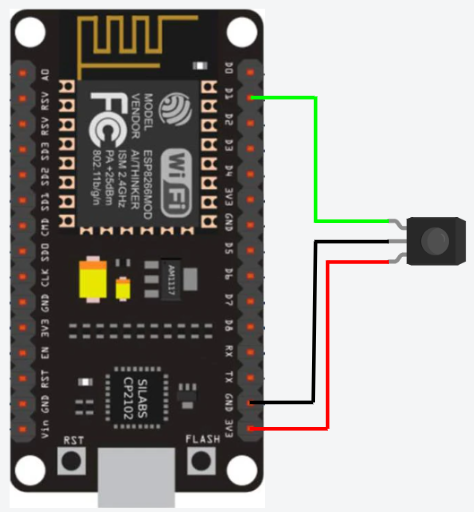 A0
RSV
RSV
SD3
SD2
SD1
CMD
SD0
CLK
GND
3V3
EN
RST
GND
Vin
D0
D1
D2
D3
D4
3V3
GND
D5
D6
D7
D8
RX
TX
GND
3V3
MODEL ESP8266MOD
VENDOR AI/THINKER
ISM 2.4GHz
PA +25dBm
802.11b/g/n
FC
Wi Fi
AM1117
SILABS
CP2102
RST
FLASH